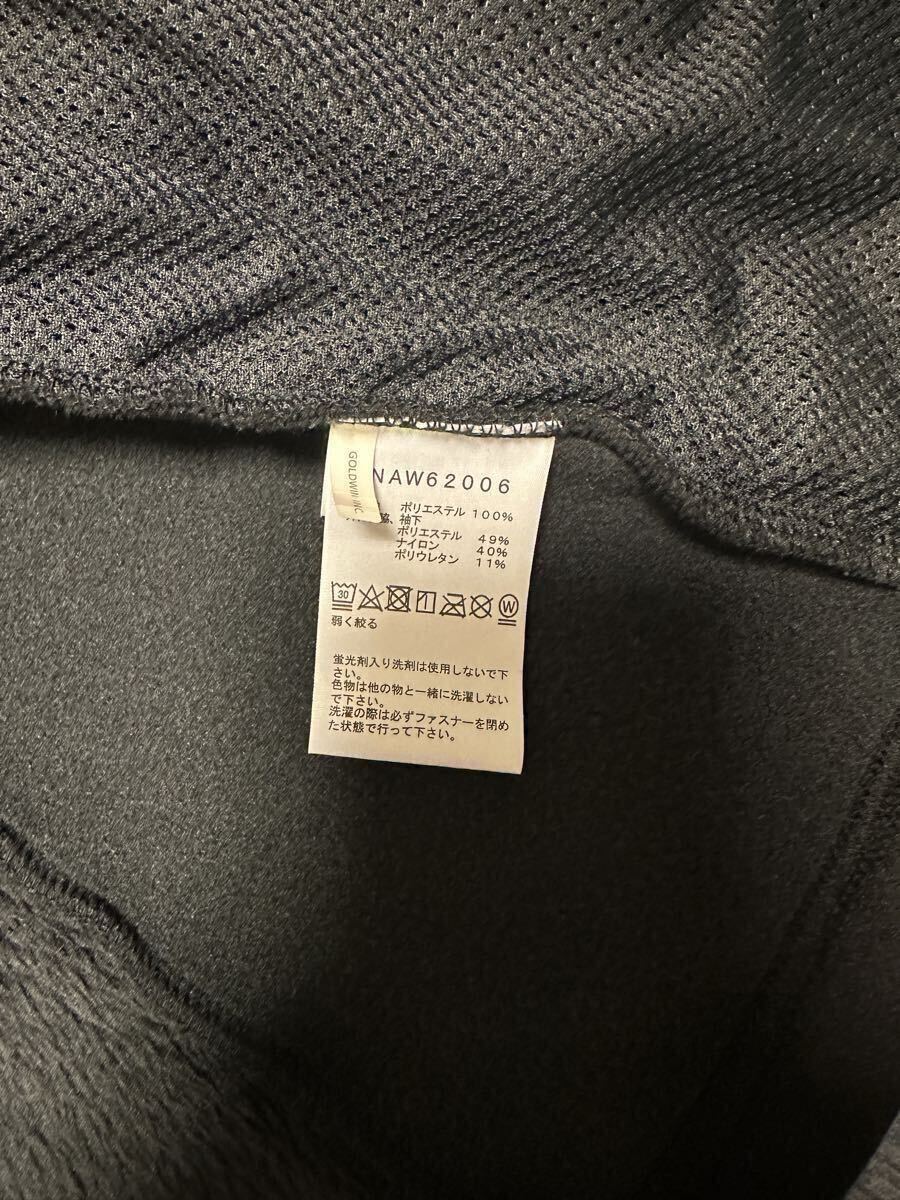 GOLDWIN INC
NAW62006
ポリエステル 100%
脇、袖下
ポリエステル 49%
ナイロン 40%
ポリウレタン 11%
30
W
弱く絞る
蛍光剤入り洗剤は使用しないで下
さい。
色物は他の物と一緒に洗濯しない
で下さい。
洗濯の際は必ずファスナーを閉め
た状態で行って下さい。